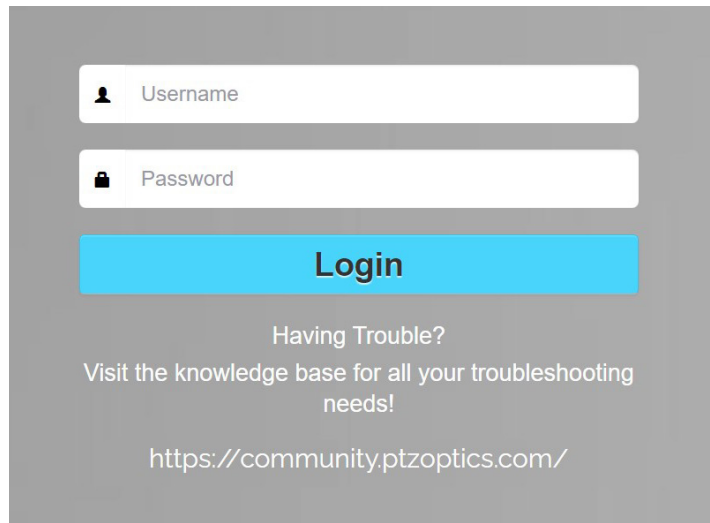 Username
Password
Login
Having Trouble?
Visit the knowledge base for all your troubleshooting
needs!
https://community.ptzoptics.com/